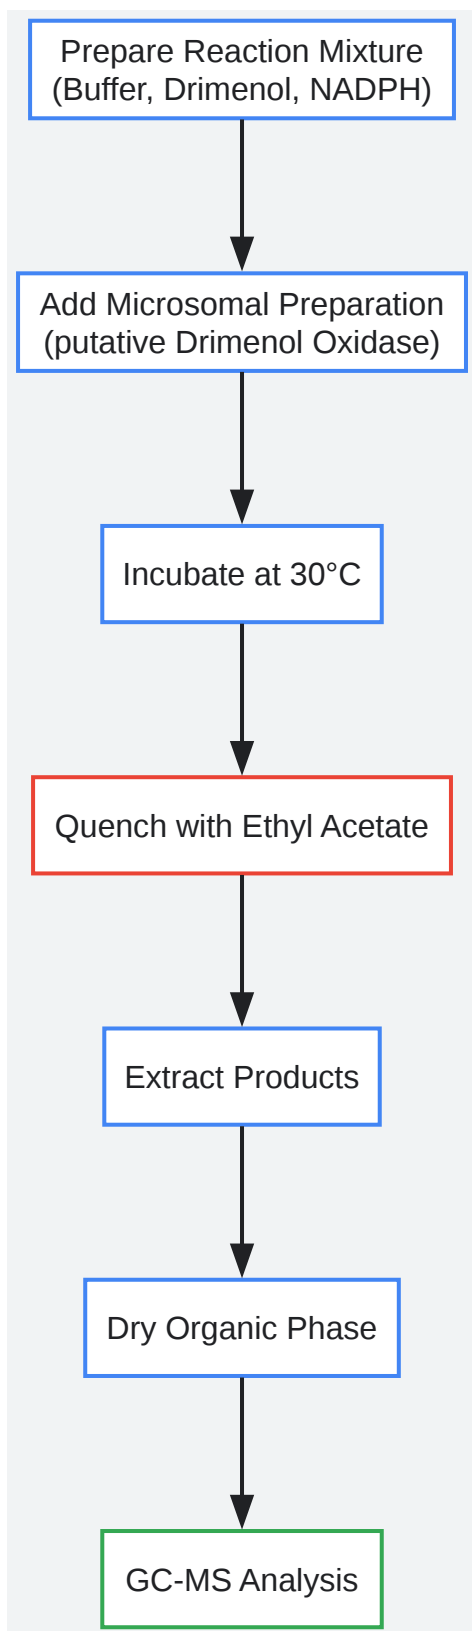 Prepare Reaction Mixture
(Buffer, Drimenol, NADPH)
Add Microsomal Preparation
(putative Drimenol Oxidase)
Incubate at 30°C
Quench with Ethyl Acetate
Extract Products
Dry Organic Phase
GC-MS Analysis